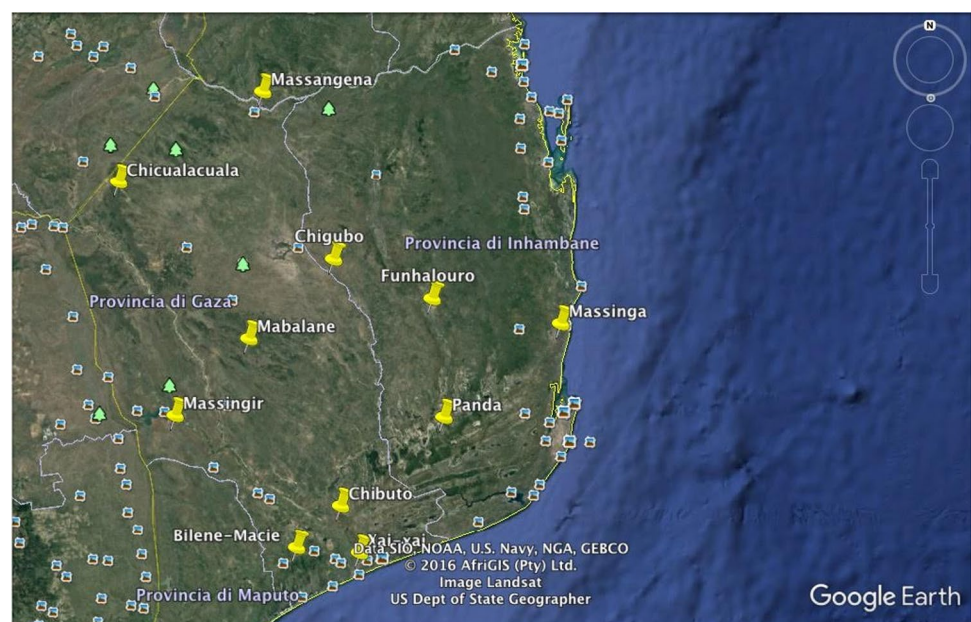 N
Massangena
Chicualacuala
Chigubo
Provincia di Inhambane
Funhalouro
Provincia di Gaza
Massinga
Mabalane
Massingir
Panda
Chibuto
Bilene-Macie
Xai-xai
Data SIO, NOAA, U.S. Navy, NGA, GEBCO
© 2016 AfriGIS (Pty) Ltd.
Image Landsat
US Dept of State Geographer
Provincia di Maputo
Google Earth